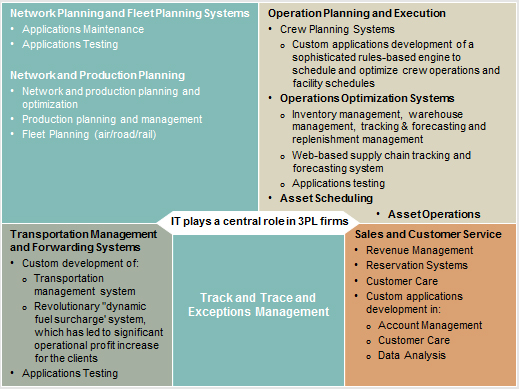 Network Planning and Fleet Planning Systems
• Applications Maintenance
• Applications Testing
Network and Production Planning
• Network and production planning and
optimization
• Production planning and management
• Fleet Planning (air/road/rail)
Operation Planning and Execution
• Crew Planning Systems
o Custom applications development of a
sophisticated rules-based engine to
schedule and optimize crew operations and
facility schedules
• Operations Optimization Systems
o Inventory management, warehouse
management, tracking & forecasting and
replenishment management
o Web-based supply chain tracking and
forecasting system
o Applications testing
• Asset Scheduling
• Asset Operations
IT plays a central role in 3PL firms
Transportation Management
and Forwarding Systems
• Custom development of:
o Transportation
management system
o Revolutionary "dynamic
fuel surcharge' system,
which has led to significant
operational profit increase
for the clients
• Applications Testing
Track and Trace and
Exceptions Management
Sales and Customer Service
• Revenue Management
• Reservation Systems
• Customer Care
• Custom applications
development in:
o Account Management
o Customer Care
o Data Analysis